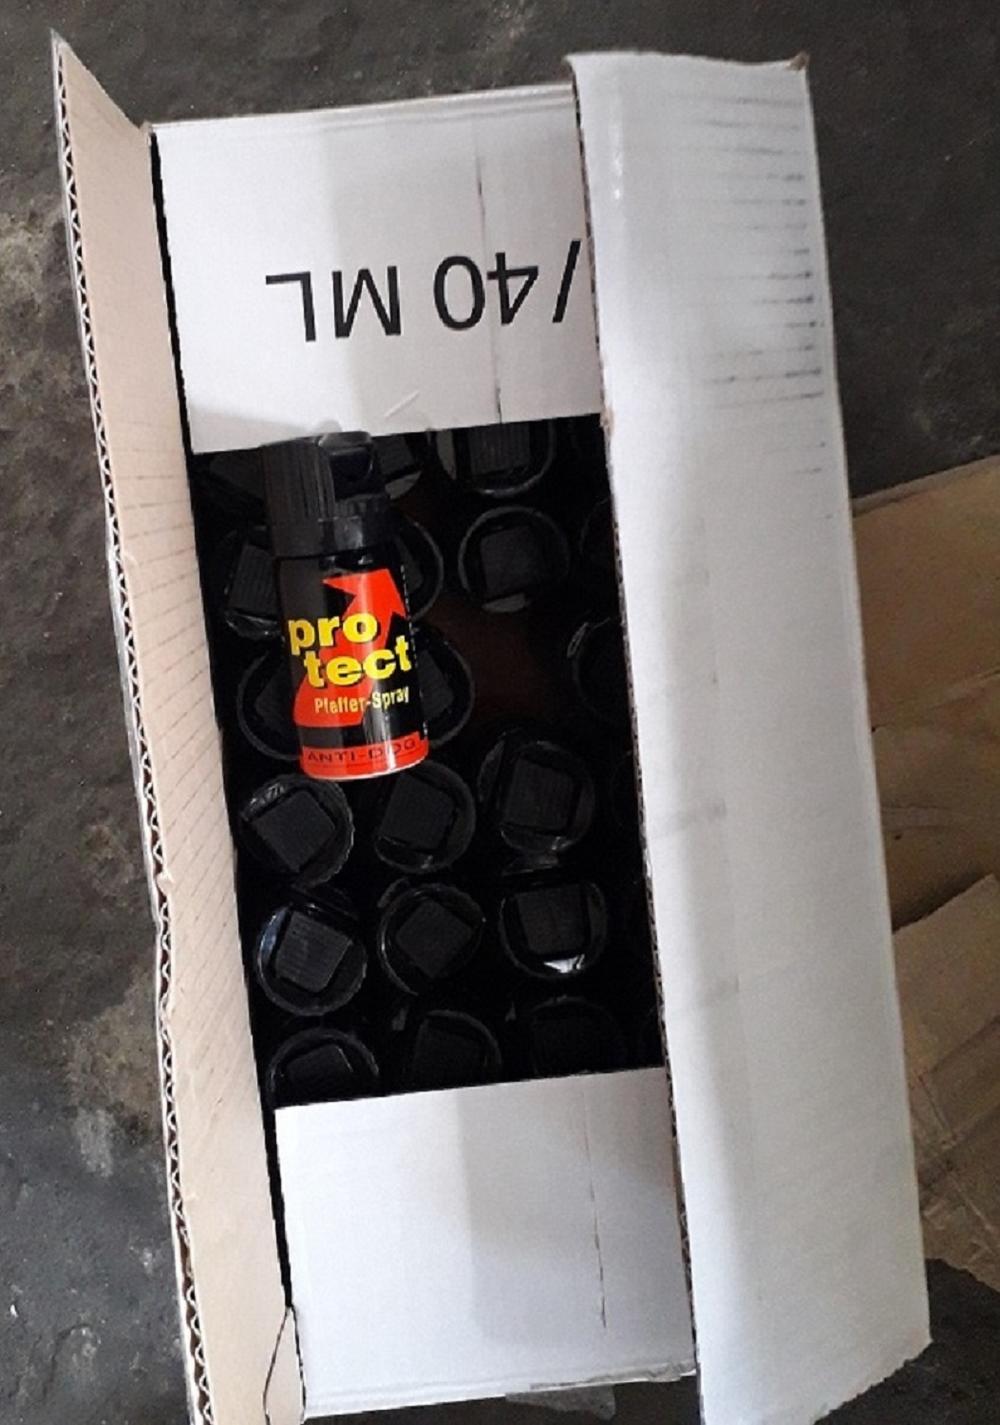 /40 ML
pro
tect
Pfeffer-Spray
ANTI-DOG